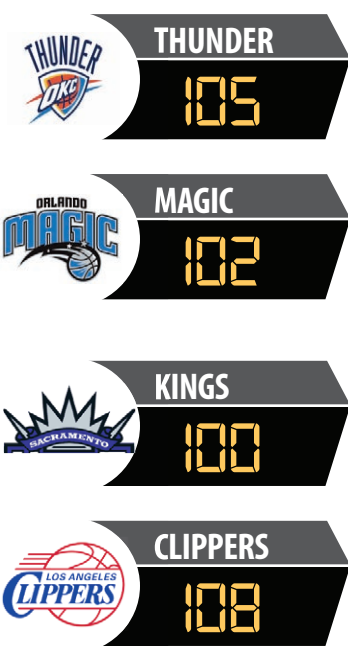 THUNDER
THUNDER
OKC
105
MAGIC
ORLANDO
MAGIC
102
KINGS
SACRAMENTO
100
CLIPPERS
LOS ANGELES
CLIPPERS
108